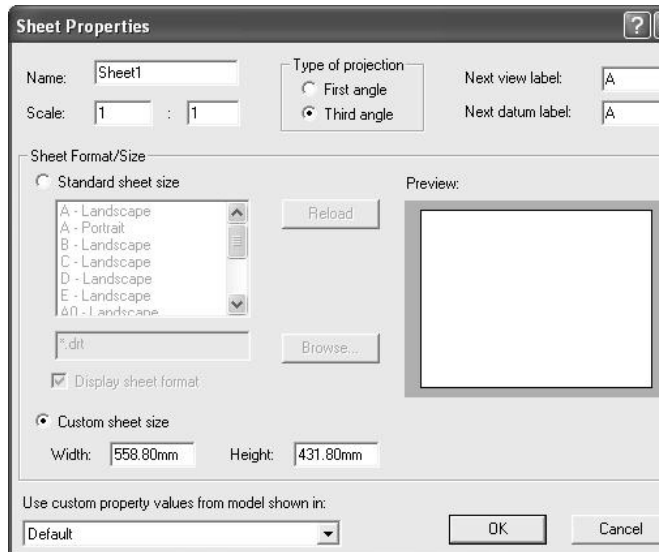 Sheet Properties
?
Name: Sheet1
Scale: 1 : 1
Type of projection
First angle
Third angle
Next view label: A
Next datum label: A
Sheet Format/Size
Standard sheet size
A - Landscape
A - Portrait
B - Landscape
C - Landscape
D - Landscape
E - Landscape
A0 - Landscape
Reload
*.drt
Browse...
Display sheet format
Preview:
Custom sheet size
Width: 558.80mm Height: 431.80mm
Use custom property values from model shown in:
Default
OK Cancel